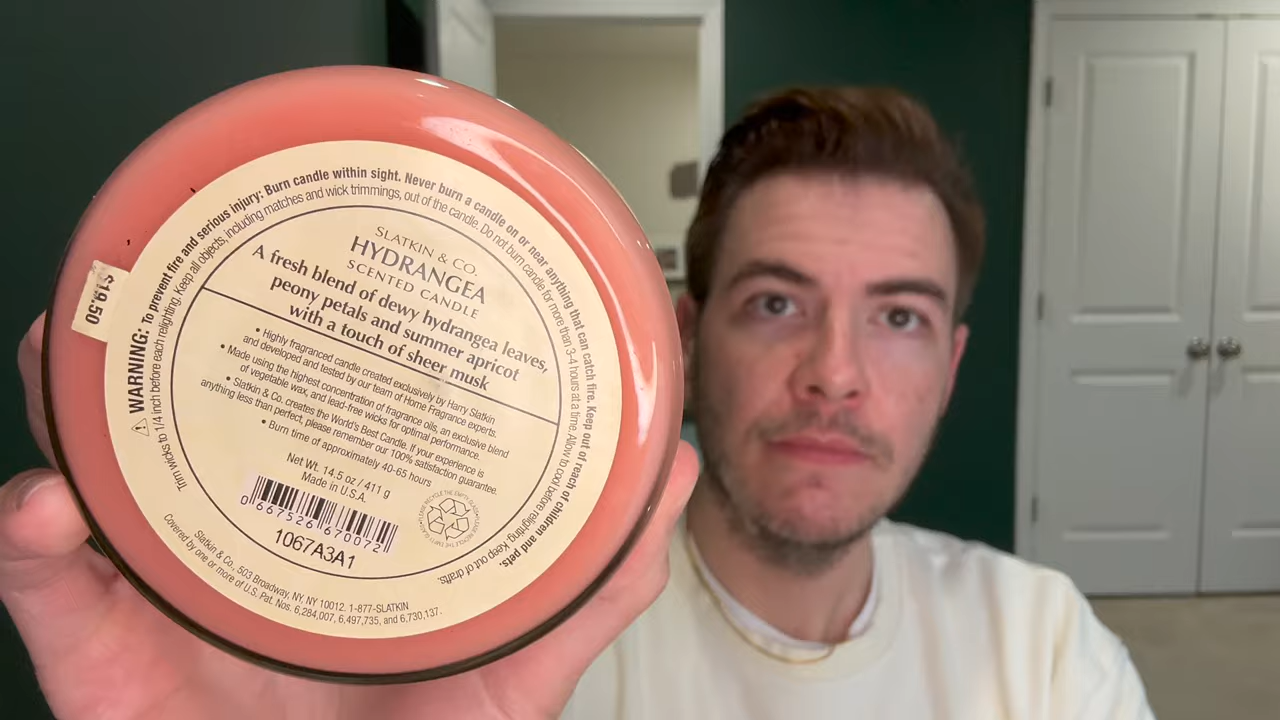 WARNING: To prevent fire and serious injury: Burn candle within sight. Never burn a candle on or near anything that can catch fire. Keep out of reach of children and pets.
Trim wicks to 1/4 inch before each relighting. Keep all objects, including matches and wick trimmings, out of the candle. Do not burn candle for more than 3-4 hours at a time. Allow to cool before relighting. Keep out of drafts.
$19.50
SLATKIN & CO.
HYDRANGEA
SCENTED CANDLE
A fresh blend of dewy hydrangea leaves,
peony petals and summer apricot
with a touch of sheer musk
• Highly fragranced candle created exclusively by Harry Slatkin
and developed and tested by our team of Home Fragrance experts.
• Made using the highest concentration of fragrance oils, an exclusive blend
of vegetable wax, and lead-free wicks for optimal performance.
• Slatkin & Co. creates the World's Best Candle. If your experience is
anything less than perfect, please remember our 100% satisfaction guarantee.
• Burn time of approximately 40-65 hours
Net Wt. 14.5 oz / 411 g
Made in U.S.A.
0 667526 670072
1067A3A1
PLEASE RECYCLE THE EMPTY GLASS
Slatkin & Co., 503 Broadway, NY, NY 10012. 1-877-SLATKIN
Covered by one or more of U.S. Pat. Nos. 6,284,007, 6,497,735, and 6,730,137.